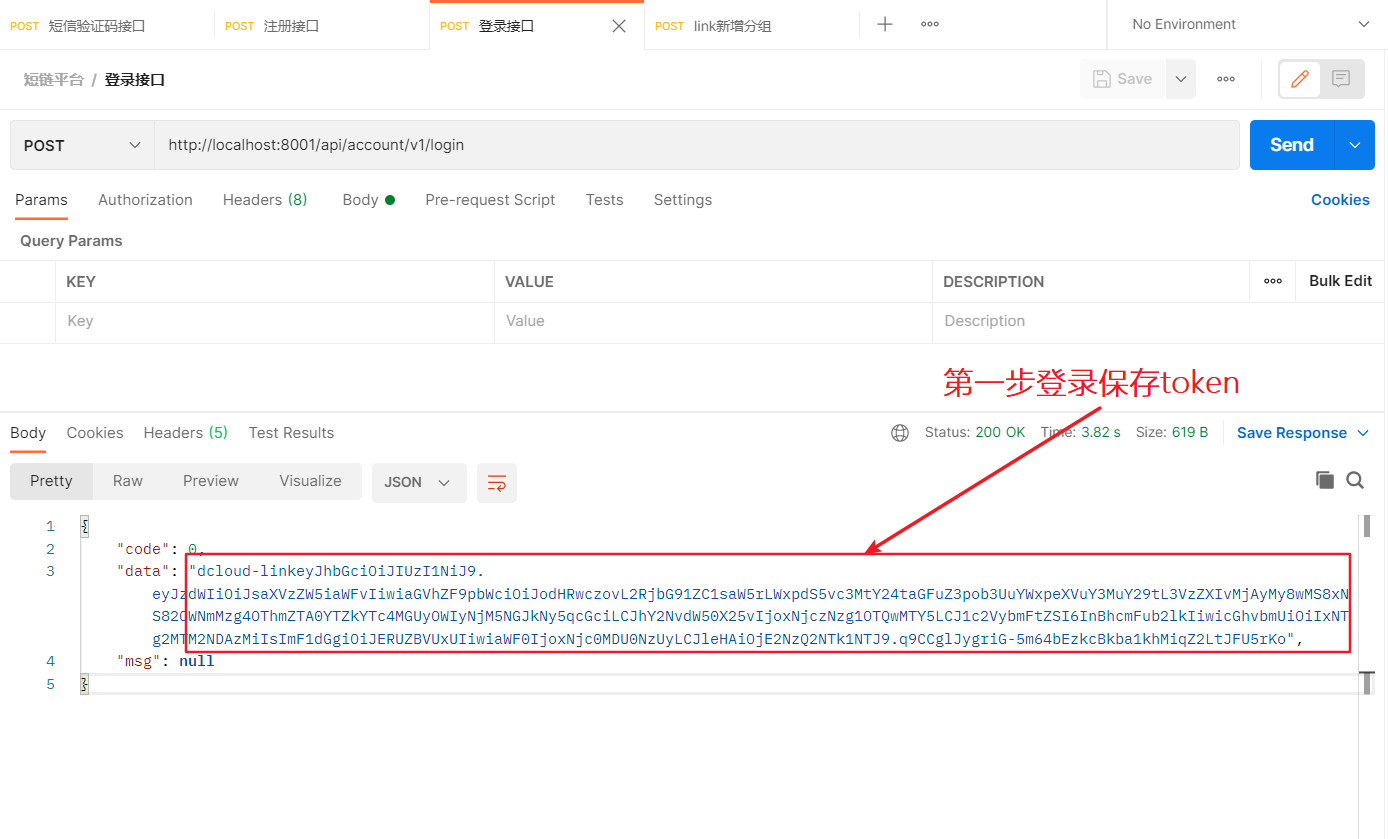 POST 短信验证码接口 POST 注册接口 POST 登录接口 POST link新增分组 No Environment
短链平台 / 登录接口 Save
POST http://localhost:8001/api/account/v1/login Send
Params Authorization Headers (8) Body Pre-request Script Tests Settings Cookies
Query Params
KEY VALUE DESCRIPTION Bulk Edit
Key Value Description
第一步登录保存token
Body Cookies Headers (5) Test Results Status: 200 OK Time: 3.82 s Size: 619 B Save Response
Pretty Raw Preview Visualize JSON
1 {
2 "code": 0,
3 "data": "dcloud-linkeyJhbGciOiJIUzI1NiJ9.
eyJzdWIiOiJsaXVzZW5iaWFvIiwiaGVhZF9pbWciOiJodHRwczovL2RjbG91ZC1saW5rLWxpdS5vc3MtY24taGFuZ3pob3UuYWxpeXVuY3MuY29tL3VzZXIvMjAyMy8wMS8xN
S82OWNmMzg4OThmZTA0YTZkYTc4MGUyOWIyNjM5NGJkNy5qcGciLCJhY2NvdW50X25vIjoxNjczNzg1OTQwMTY5LCJ1c2VybmFtZSI6InBhcmFub2lkIiwicGhvbmUiOiIxNT
g2MTM2NDAzMiIsImF1dGgiOiJERUZBVUxUIiwiaWF0IjoxNjc0MDU0NzUyLCJleHAiOjE2NzQ2NTk1NTJ9.q9CCglJygriG-5m64bEzkcBkba1khMiqZ2LtJFU5rKo",
4 "msg": null
5 }